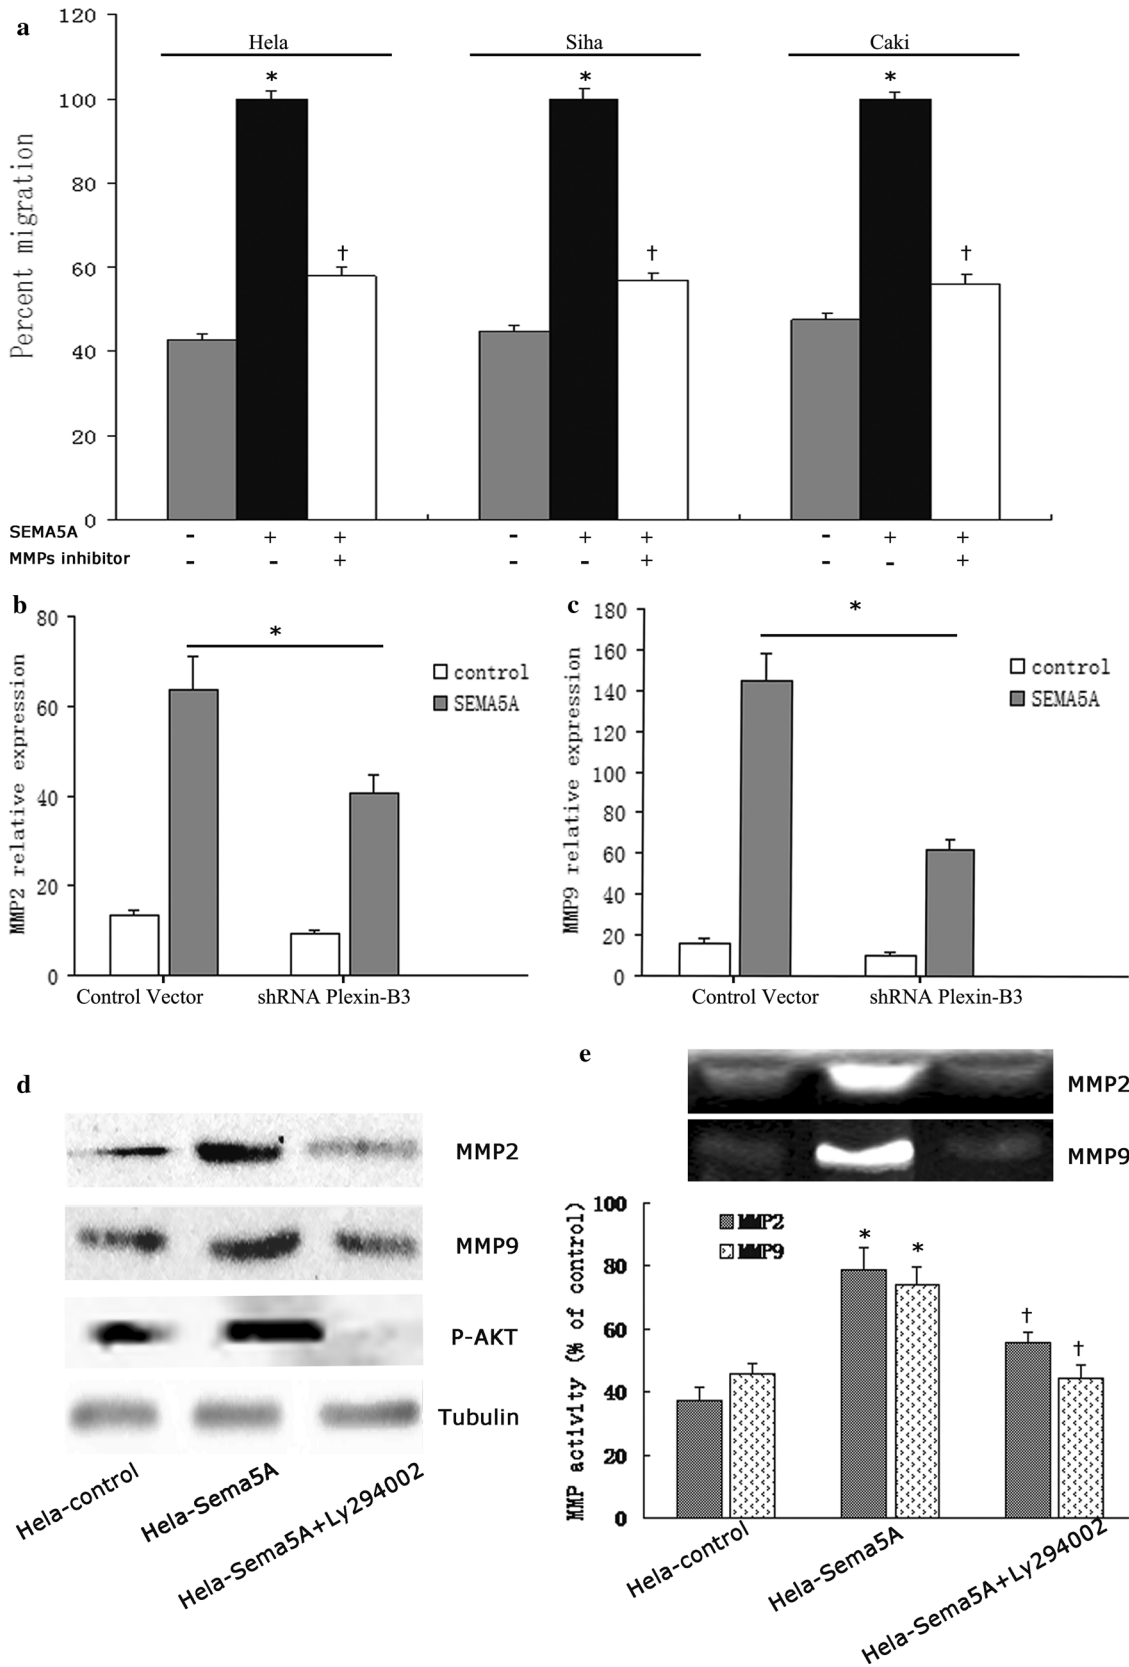 a
Percent migration
120
100
80
60
40
20
0
Hela
Siha
Caki
* * *
† † †
SEMA5A - + + - + + - + +
MMPs inhibitor - - + - - + - - +
b
MMP2 relative expression
80
60
40
20
0
*
control
SEMA5A
Control Vector
shRNA Plexin-B3
c
MMP9 relative expression
180
160
140
120
100
80
60
40
20
0
*
control
SEMA5A
Control Vector
shRNA Plexin-B3
d
MMP2
MMP9
P-AKT
Tubulin
Hela-control
Hela-Sema5A
Hela-Sema5A+Ly294002
e
MMP2
MMP9
MMP activity (% of control)
100
80
60
40
20
0
MMP2
MMP9
* *
† †
Hela-control
Hela-Sema5A
Hela-Sema5A+Ly294002